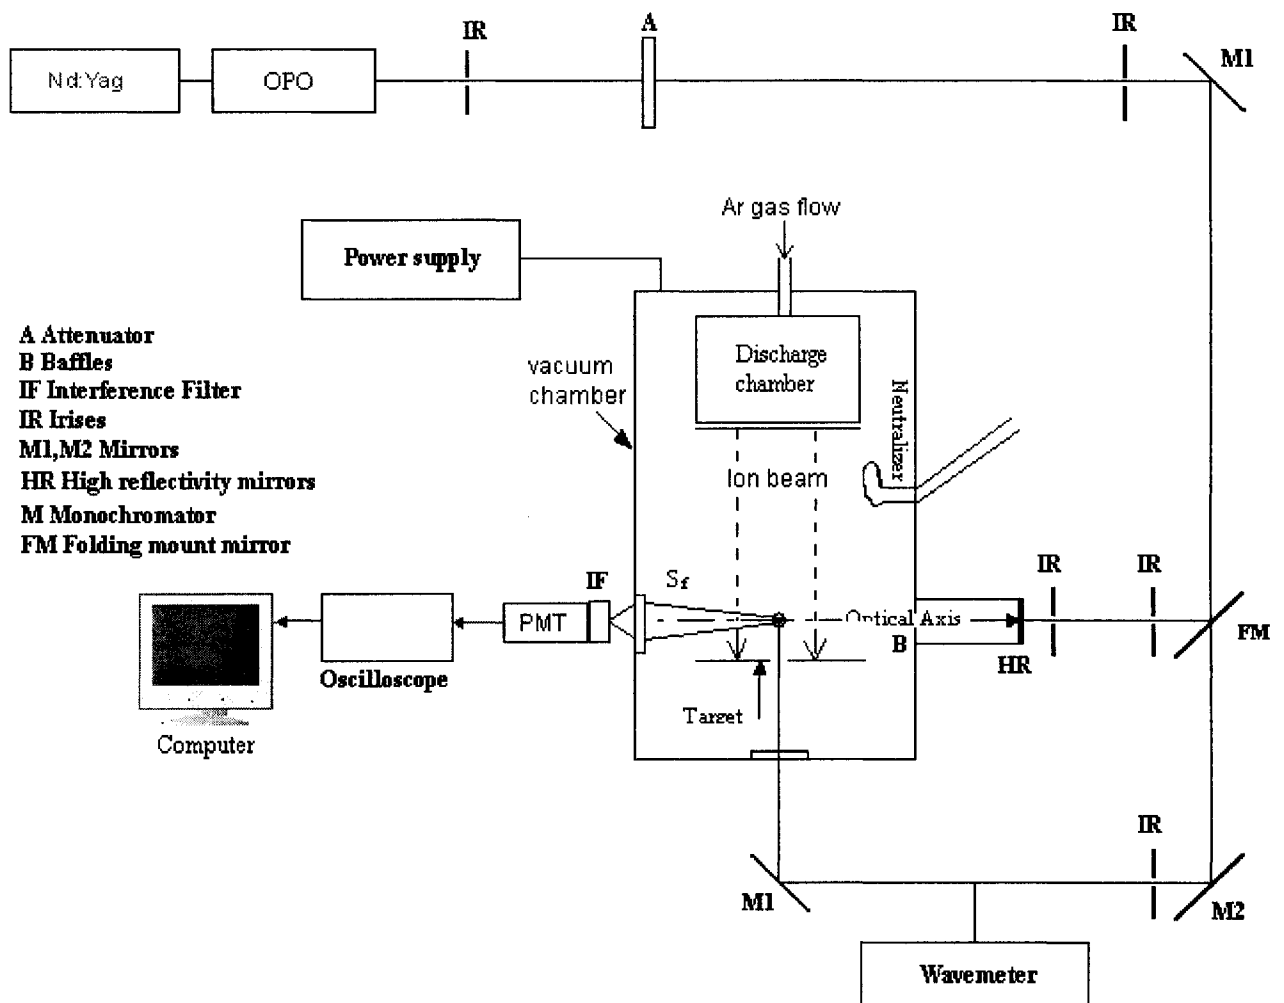 IR
A
IR
M1
Nd:Yag
OPO
Ar gas flow
Power supply
A Attenuator
B Baffles
IF Interference Filter
IR Irises
M1,M2 Mirrors
HR High reflectivity mirrors
M Monochromator
FM Folding mount mirror
vacuum
chamber
Discharge
chamber
Neutralizer
Ion beam
IF
Sf
IR
IR
PMT
Optical Axis
B
HR
FM
Oscilloscope
Target
Computer
IR
M1
M2
Wavemeter